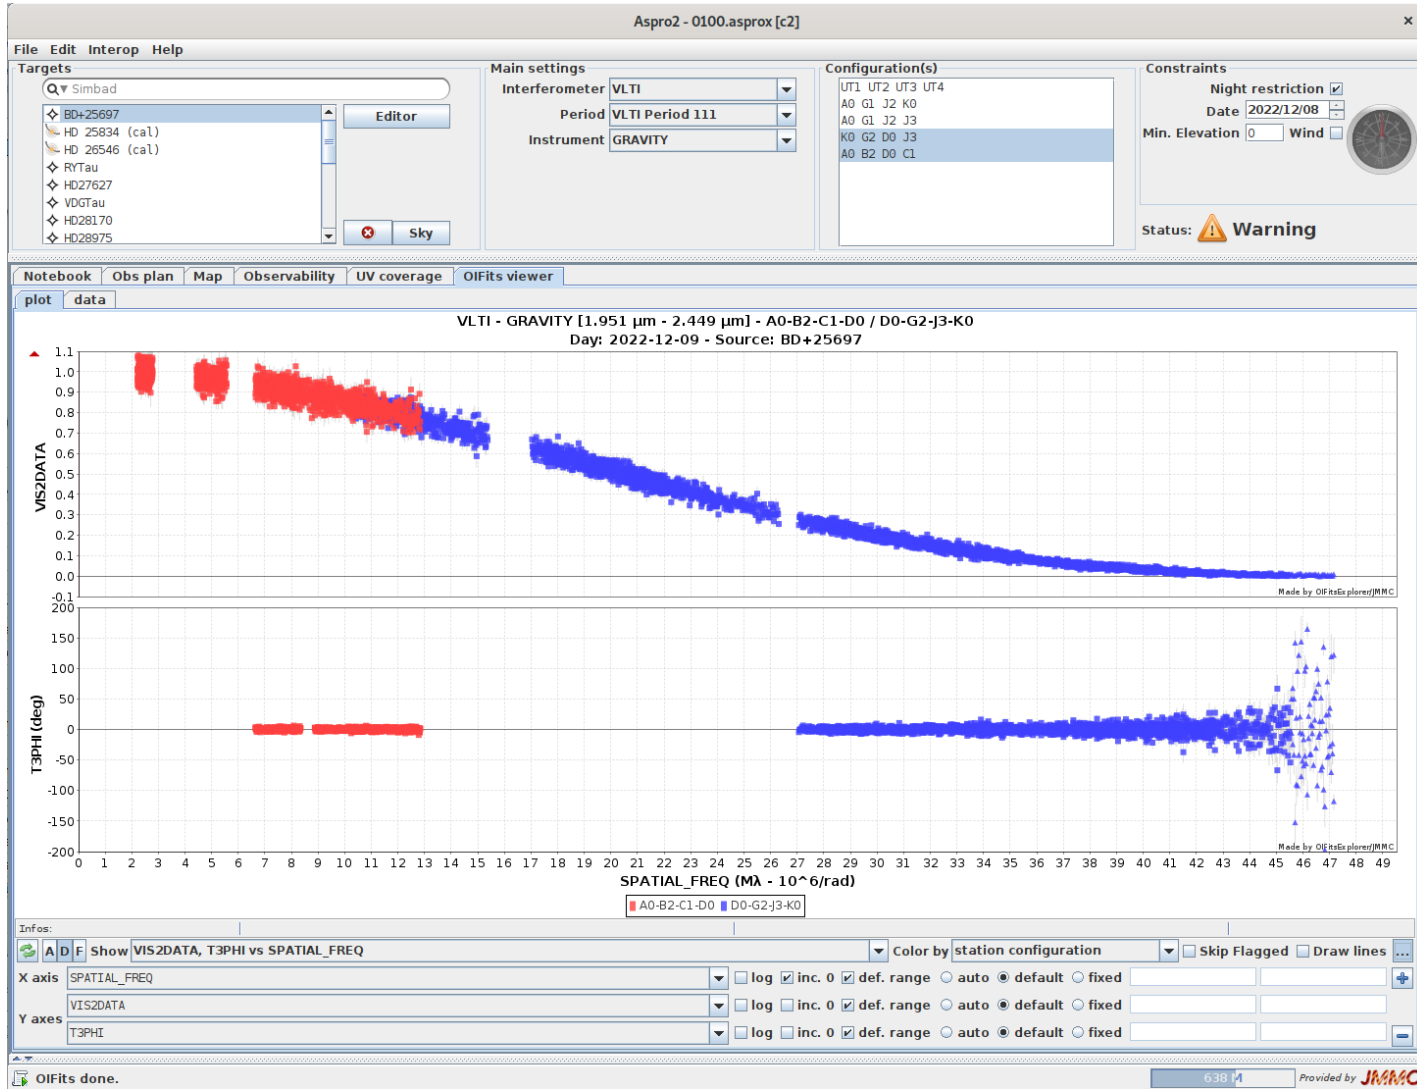 Aspro2 - 0100.asprox [c2]
File Edit Interop Help
Targets
Simbad
BD+25697
HD 25834 (cal)
HD 26546 (cal)
RYTau
HD27627
VDGTau
HD28170
HD28975
Editor
Sky
Main settings
Interferometer VLTI
Period VLTI Period 111
Instrument GRAVITY
Configuration(s)
UT1 UT2 UT3 UT4
A0 G1 J2 K0
A0 G1 J2 J3
K0 G2 D0 J3
A0 B2 D0 C1
Constraints
Night restriction
Date 2022/12/08
Min. Elevation 0 Wind
Status: Warning
Notebook Obs plan Map Observability UV coverage OIFits viewer
plot data
VLTI - GRAVITY [1.951 µm - 2.449 µm] - A0-B2-C1-D0 / D0-G2-J3-K0
Day: 2022-12-09 - Source: BD+25697
VIS2DATA
1.1
1.0
0.9
0.8
0.7
0.6
0.5
0.4
0.3
0.2
0.1
0.0
-0.1
Made by OIFitsExplorer/JMMC
T3PHI (deg)
200
150
100
50
0
-50
-100
-150
-200
Made by OIFitsExplorer/JMMC
0 1 2 3 4 5 6 7 8 9 10 11 12 13 14 15 16 17 18 19 20 21 22 23 24 25 26 27 28 29 30 31 32 33 34 35 36 37 38 39 40 41 42 43 44 45 46 47 48 49
SPATIAL_FREQ (Mλ - 10^6/rad)
A0-B2-C1-D0 D0-G2-J3-K0
Infos:
A D F Show VIS2DATA, T3PHI vs SPATIAL_FREQ Color by station configuration Skip Flagged Draw lines ...
X axis SPATIAL_FREQ log inc. 0 def. range auto default fixed
Y axes
VIS2DATA log inc. 0 def. range auto default fixed
T3PHI log inc. 0 def. range auto default fixed
OIFits done.
638 M
Provided by JMMC